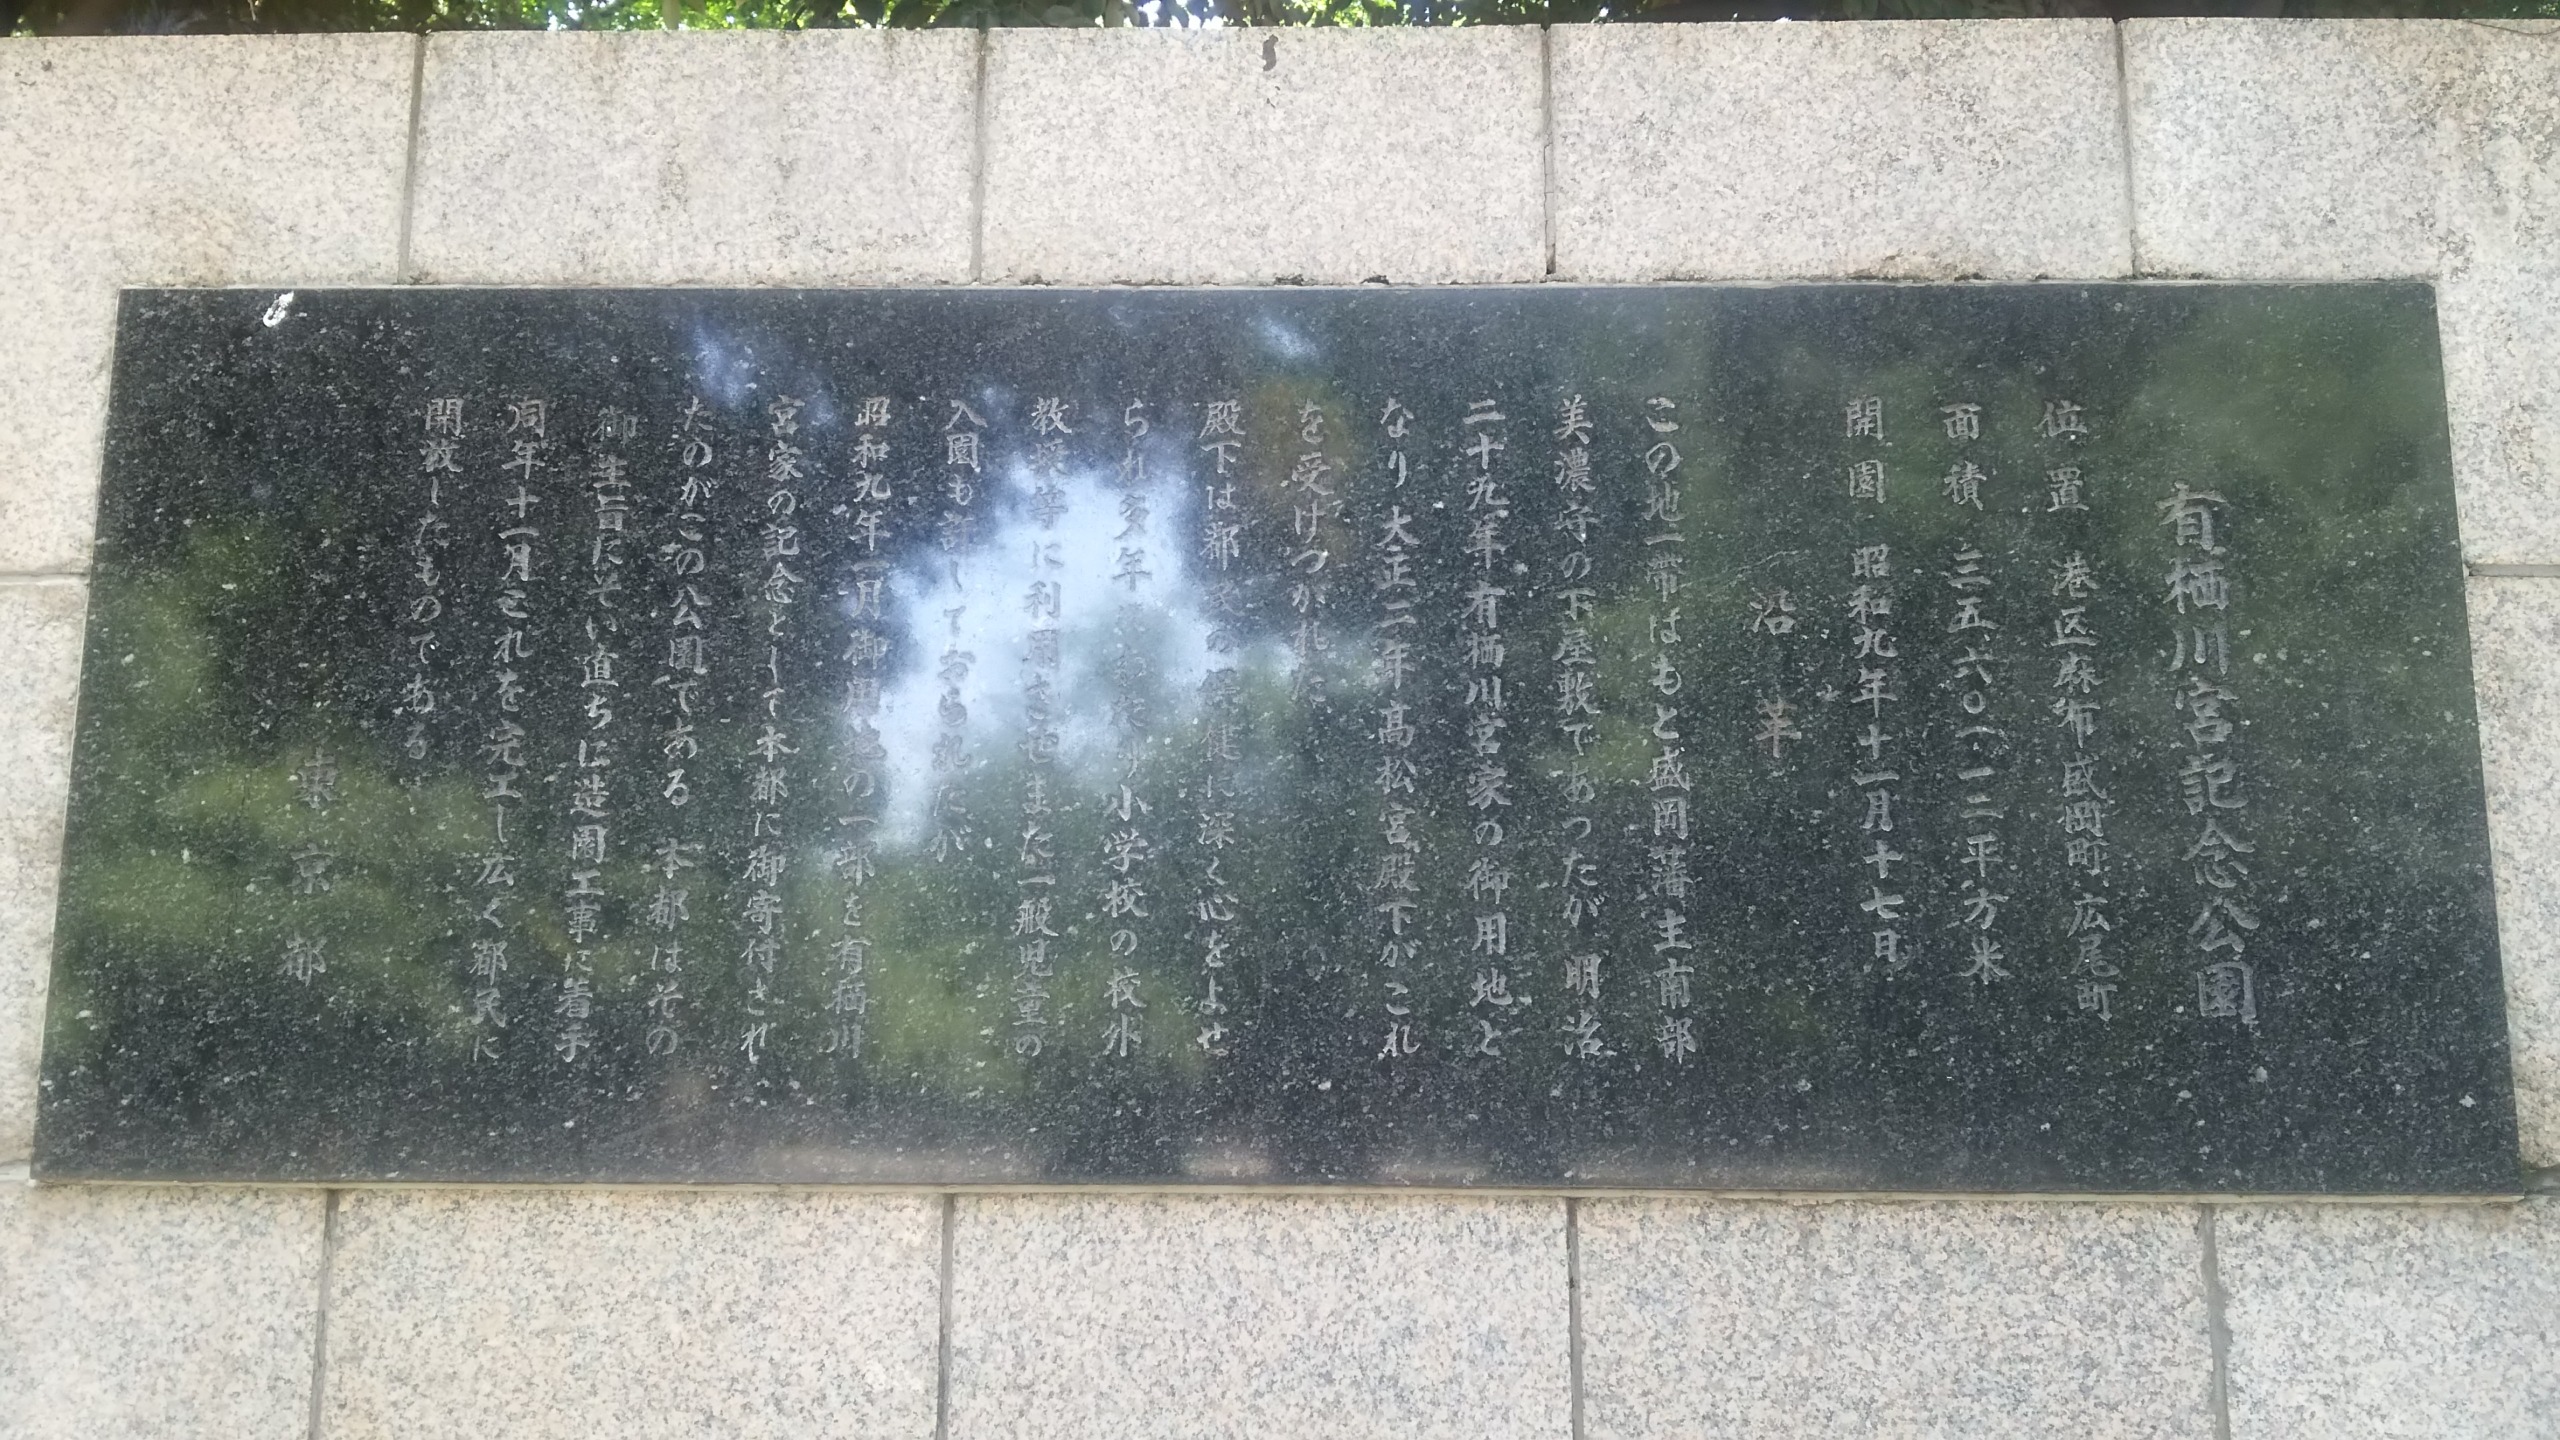 有栖川宮記念公園
位置 港区麻布盛岡町、広尾町
面積 三五、六〇一・一二平方米
開園 昭和九年十一月十七日
沿革
この地一帯はもと盛岡藩主南部
美濃守の下屋敷であったが 明治
二十九年有栖川宮家の御用地と
なり 大正二年高松宮殿下がこれ
を受けつがれた
殿下は都民の保健に深く心をよせ
られ多年にわたり小学校の校外
教授等に利用させまた一般児童の
入園も許しておられたが
昭和九年一月御用地の一部を有栖川
宮家の記念として本都に御寄付され
たのがこの公園である 本都はその
御主旨にそい直ちに造園工事に着手
同年十一月これを完工し広く都民に
開放したものである
東京都